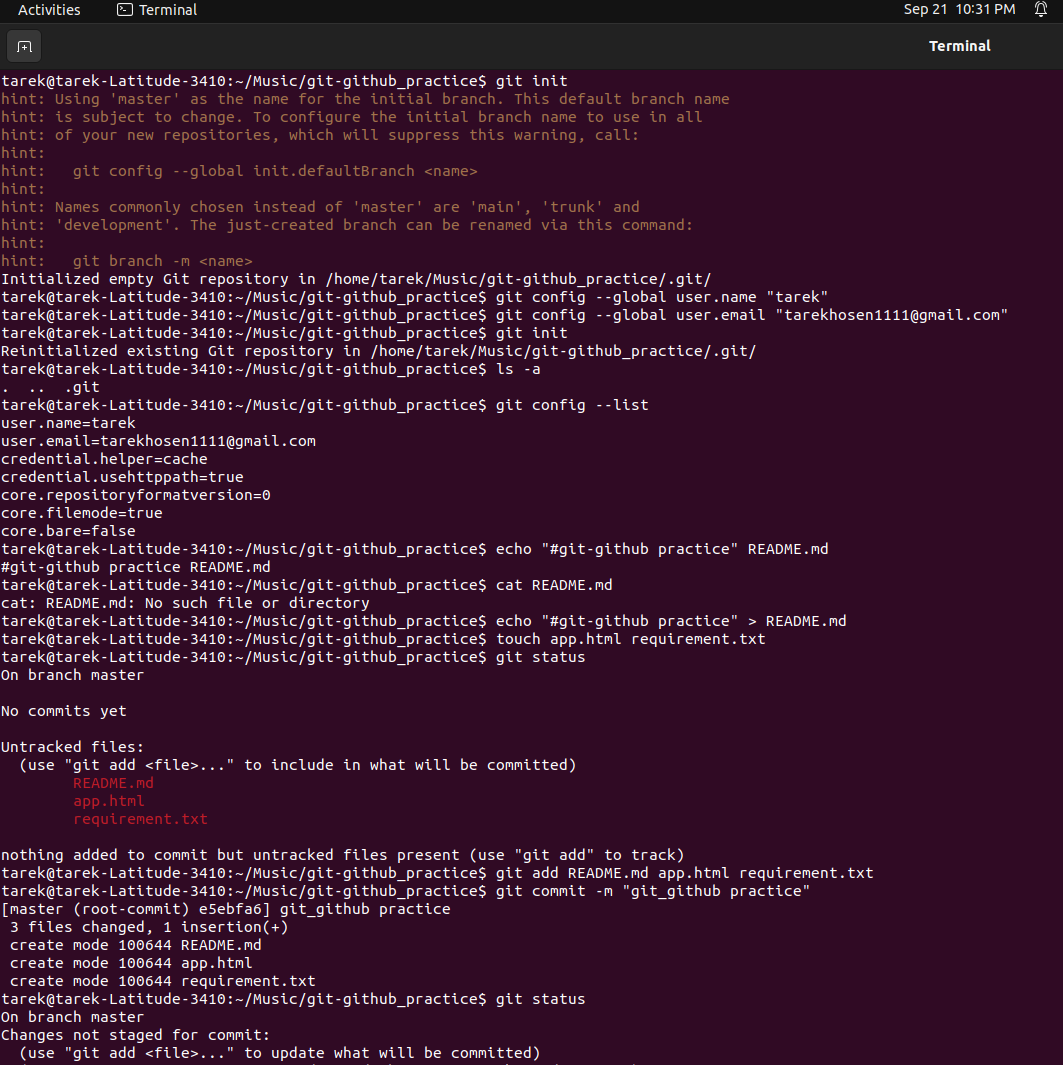 Activities Terminal Sep 21 10:31 PM
Terminal
tarek@tarek-Latitude-3410:~/Music/git-github_practice$ git init
hint: Using 'master' as the name for the initial branch. This default branch name
hint: is subject to change. To configure the initial branch name to use in all
hint: of your new repositories, which will suppress this warning, call:
hint:
hint:   git config --global init.defaultBranch <name>
hint:
hint: Names commonly chosen instead of 'master' are 'main', 'trunk' and
hint: 'development'. The just-created branch can be renamed via this command:
hint:
hint:   git branch -m <name>
Initialized empty Git repository in /home/tarek/Music/git-github_practice/.git/
tarek@tarek-Latitude-3410:~/Music/git-github_practice$ git config --global user.name "tarek"
tarek@tarek-Latitude-3410:~/Music/git-github_practice$ git config --global user.email "tarekhosen1111@gmail.com"
tarek@tarek-Latitude-3410:~/Music/git-github_practice$ git init
Reinitialized existing Git repository in /home/tarek/Music/git-github_practice/.git/
tarek@tarek-Latitude-3410:~/Music/git-github_practice$ ls -a
.  ..  .git
tarek@tarek-Latitude-3410:~/Music/git-github_practice$ git config --list
user.name=tarek
user.email=tarekhosen1111@gmail.com
credential.helper=cache
credential.usehttppath=true
core.repositoryformatversion=0
core.filemode=true
core.bare=false
tarek@tarek-Latitude-3410:~/Music/git-github_practice$ echo "#git-github practice" README.md
#git-github practice README.md
tarek@tarek-Latitude-3410:~/Music/git-github_practice$ cat README.md
cat: README.md: No such file or directory
tarek@tarek-Latitude-3410:~/Music/git-github_practice$ echo "#git-github practice" > README.md
tarek@tarek-Latitude-3410:~/Music/git-github_practice$ touch app.html requirement.txt
tarek@tarek-Latitude-3410:~/Music/git-github_practice$ git status
On branch master
No commits yet
Untracked files:
  (use "git add <file>..." to include in what will be committed)
        README.md
        app.html
        requirement.txt
nothing added to commit but untracked files present (use "git add" to track)
tarek@tarek-Latitude-3410:~/Music/git-github_practice$ git add README.md app.html requirement.txt
tarek@tarek-Latitude-3410:~/Music/git-github_practice$ git commit -m "git_github practice"
[master (root-commit) e5ebfa6] git_github practice
 3 files changed, 1 insertion(+)
 create mode 100644 README.md
 create mode 100644 app.html
 create mode 100644 requirement.txt
tarek@tarek-Latitude-3410:~/Music/git-github_practice$ git status
On branch master
Changes not staged for commit:
  (use "git add <file>..." to update what will be committed)